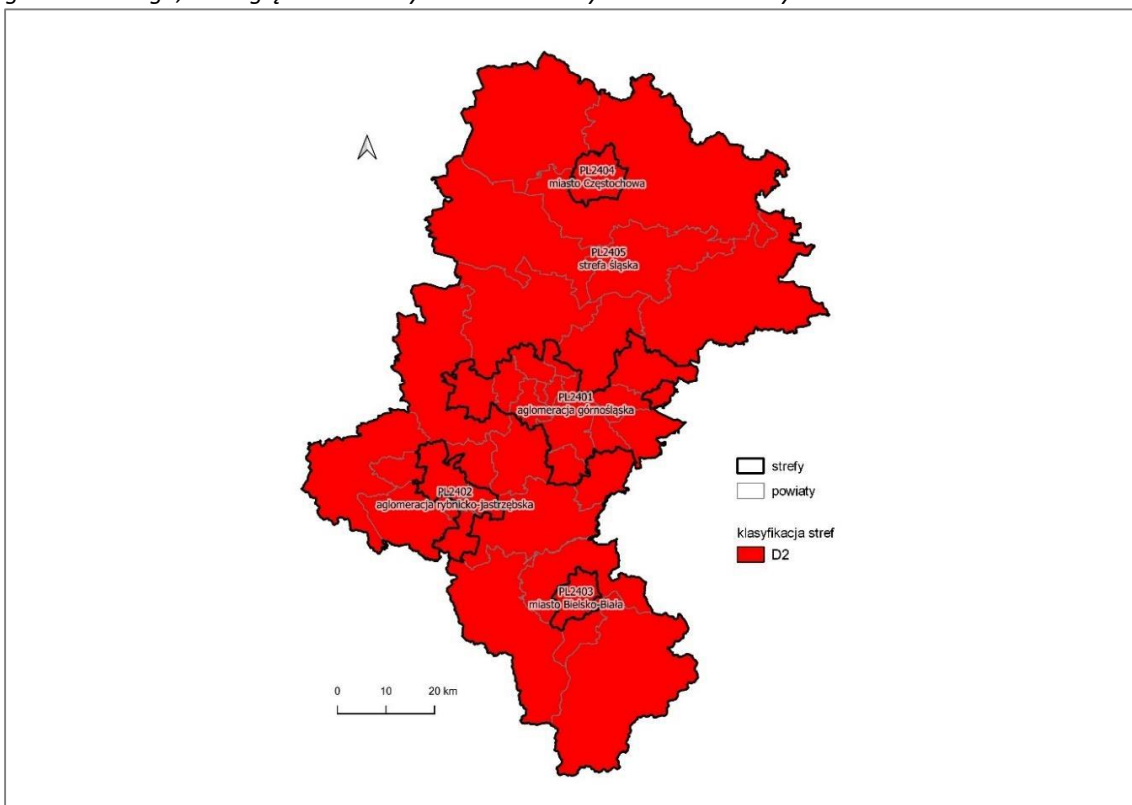 PL2404
miasto Częstochowa
PL2405
strefa śląska
PL2401
aglomeracja górnośląska
PL2402
aglomeracja rybnicko-jastrzębska
PL2403
miasto Bielsko-Biała
strefy
powiaty
klasyfikacja stref
D2
0 10 20 km